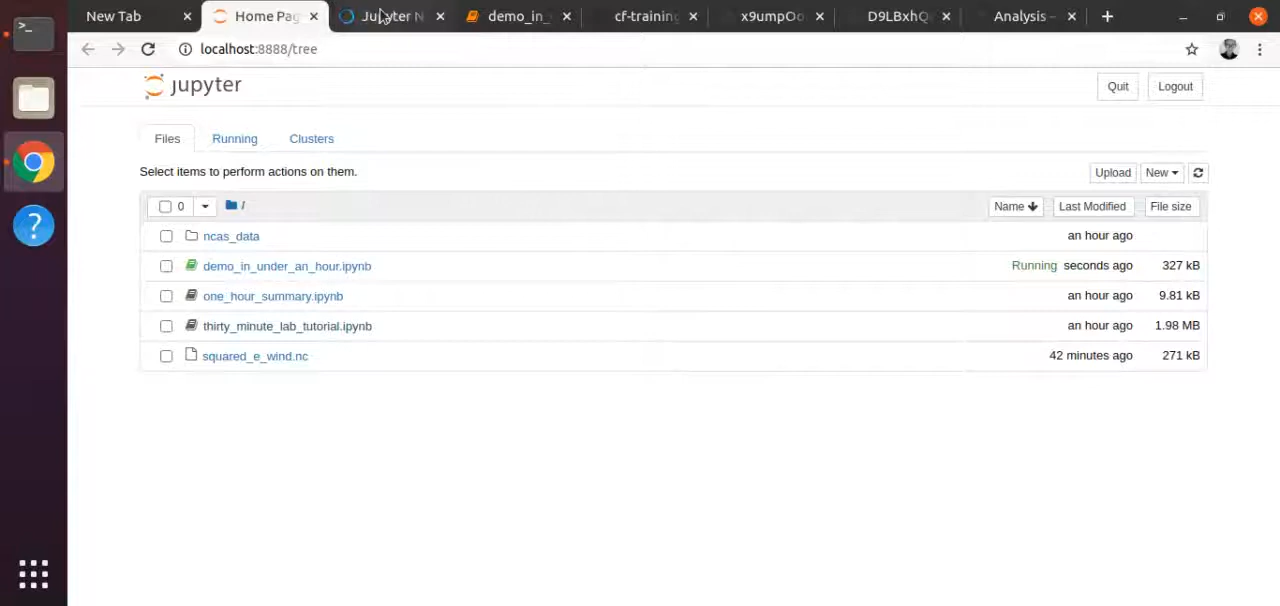 New Tab
Home Pag
Jupyter N
demo_in_
cf-training
x9umpOo
D9LBxhQ
Analysis –
localhost:8888/tree
jupyter
Quit
Logout
Files
Running
Clusters
Select items to perform actions on them.
Upload
New
0
/
Name
Last Modified
File size
ncas_data
an hour ago
demo_in_under_an_hour.ipynb
Running seconds ago
327 kB
one_hour_summary.ipynb
an hour ago
9.81 kB
thirty_minute_lab_tutorial.ipynb
an hour ago
1.98 MB
squared_e_wind.nc
42 minutes ago
271 kB